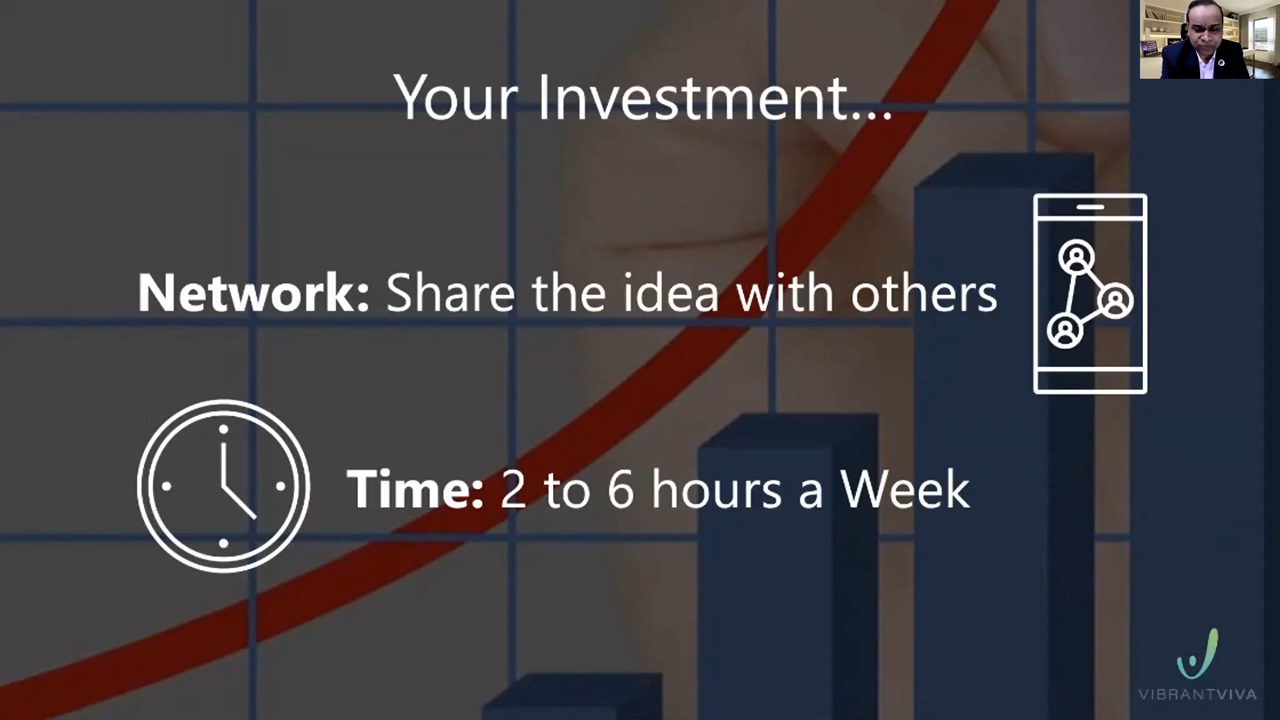 Your Investment...
Network: Share the idea with others
Time: 2 to 6 hours a Week
VIBRANTVIVA